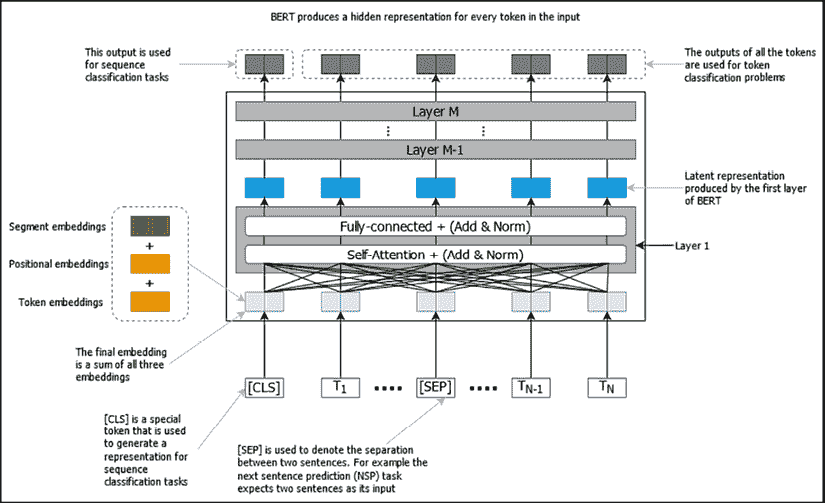 BERT produces a hidden representation for every token in the input
This output is used
for sequence
classification tasks
The outputs of all the tokens
are used for token
classification problems
Layer M
Layer M-1
Latent representation
produced by the first layer
of BERT
Segment embeddings
+
Positional embeddings
+
Token embeddings
Fully-connected + (Add & Norm)
Self-Attention + (Add & Norm)
Layer 1
The final embedding
is a sum of all three
embeddings
[CLS] T1 •••• [SEP] •••• TN-1 TN
[CLS] is a special
token that is used
to generate a
representation for
sequence
classification tasks
[SEP] is used to denote the separation
between two sentences. For example the
next sentence prediction (NSP) task
expects two sentences as its input